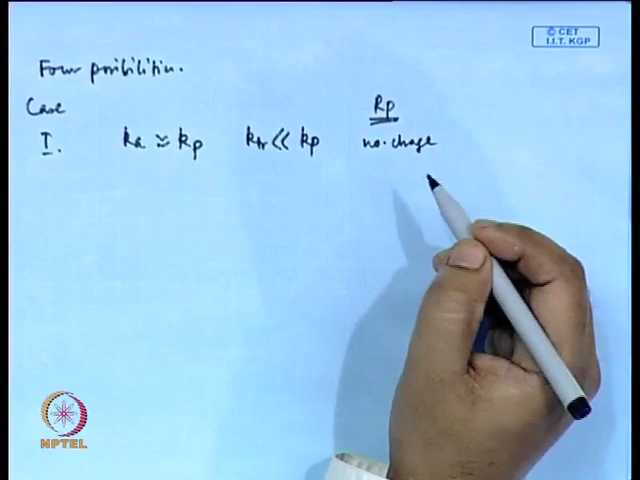 © CET
I.I.T. KGP
Four possibilities.
Case Rp
I. ka ≈ kp ktr << kp no. change
NPTEL